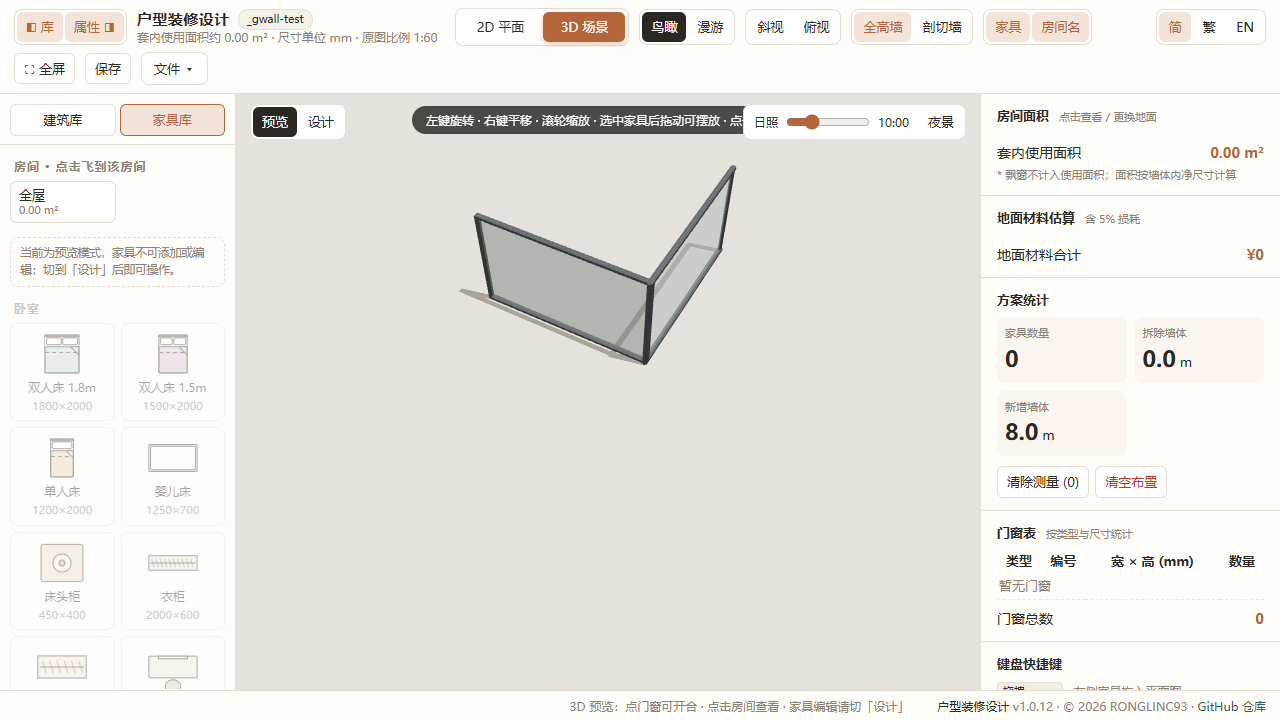 库 属性 户型装修设计 _gwall-test 2D 平面 3D 场景 鸟瞰 漫游 斜视 俯视 全高墙 剖切墙 家具 房间名 简 繁 EN
套内使用面积约 0.00 m² · 尺寸单位 mm · 原图比例 1:60
全屏 保存 文件
建筑库 家具库
预览 设计
左键旋转 · 右键平移 · 滚轮缩放 · 选中家具后拖动可摆放 · 点
日照 10:00 夜景
房间 • 点击飞到该房间
全屋
0.00 m²
当前为预览模式，家具不可添加或编
辑；切到「设计」后即可操作。
卧室
双人床 1.8m 双人床 1.5m
1800×2000 1500×2000
单人床 婴儿床
1200×2000 1250×700
床头柜 衣柜
450×400 2000×600
房间面积 点击查看 / 更换地面
套内使用面积 0.00 m²
* 飘窗不计入使用面积；面积按墙体内净尺寸计算
地面材料估算 含 5% 损耗
地面材料合计 ¥0
方案统计
家具数量 拆除墙体
0 0.0 m
新增墙体
8.0 m
清除测量 (0) 清空布置
门窗表 按类型与尺寸统计
类型 编号 宽 × 高 (mm) 数量
暂无门窗
门窗总数 0
键盘快捷键
3D 预览：点门窗可开合 · 点击房间查看 · 家具编辑请切「设计」 户型装修设计 v1.0.12 · © 2026 RONGLINC93 · GitHub 仓库